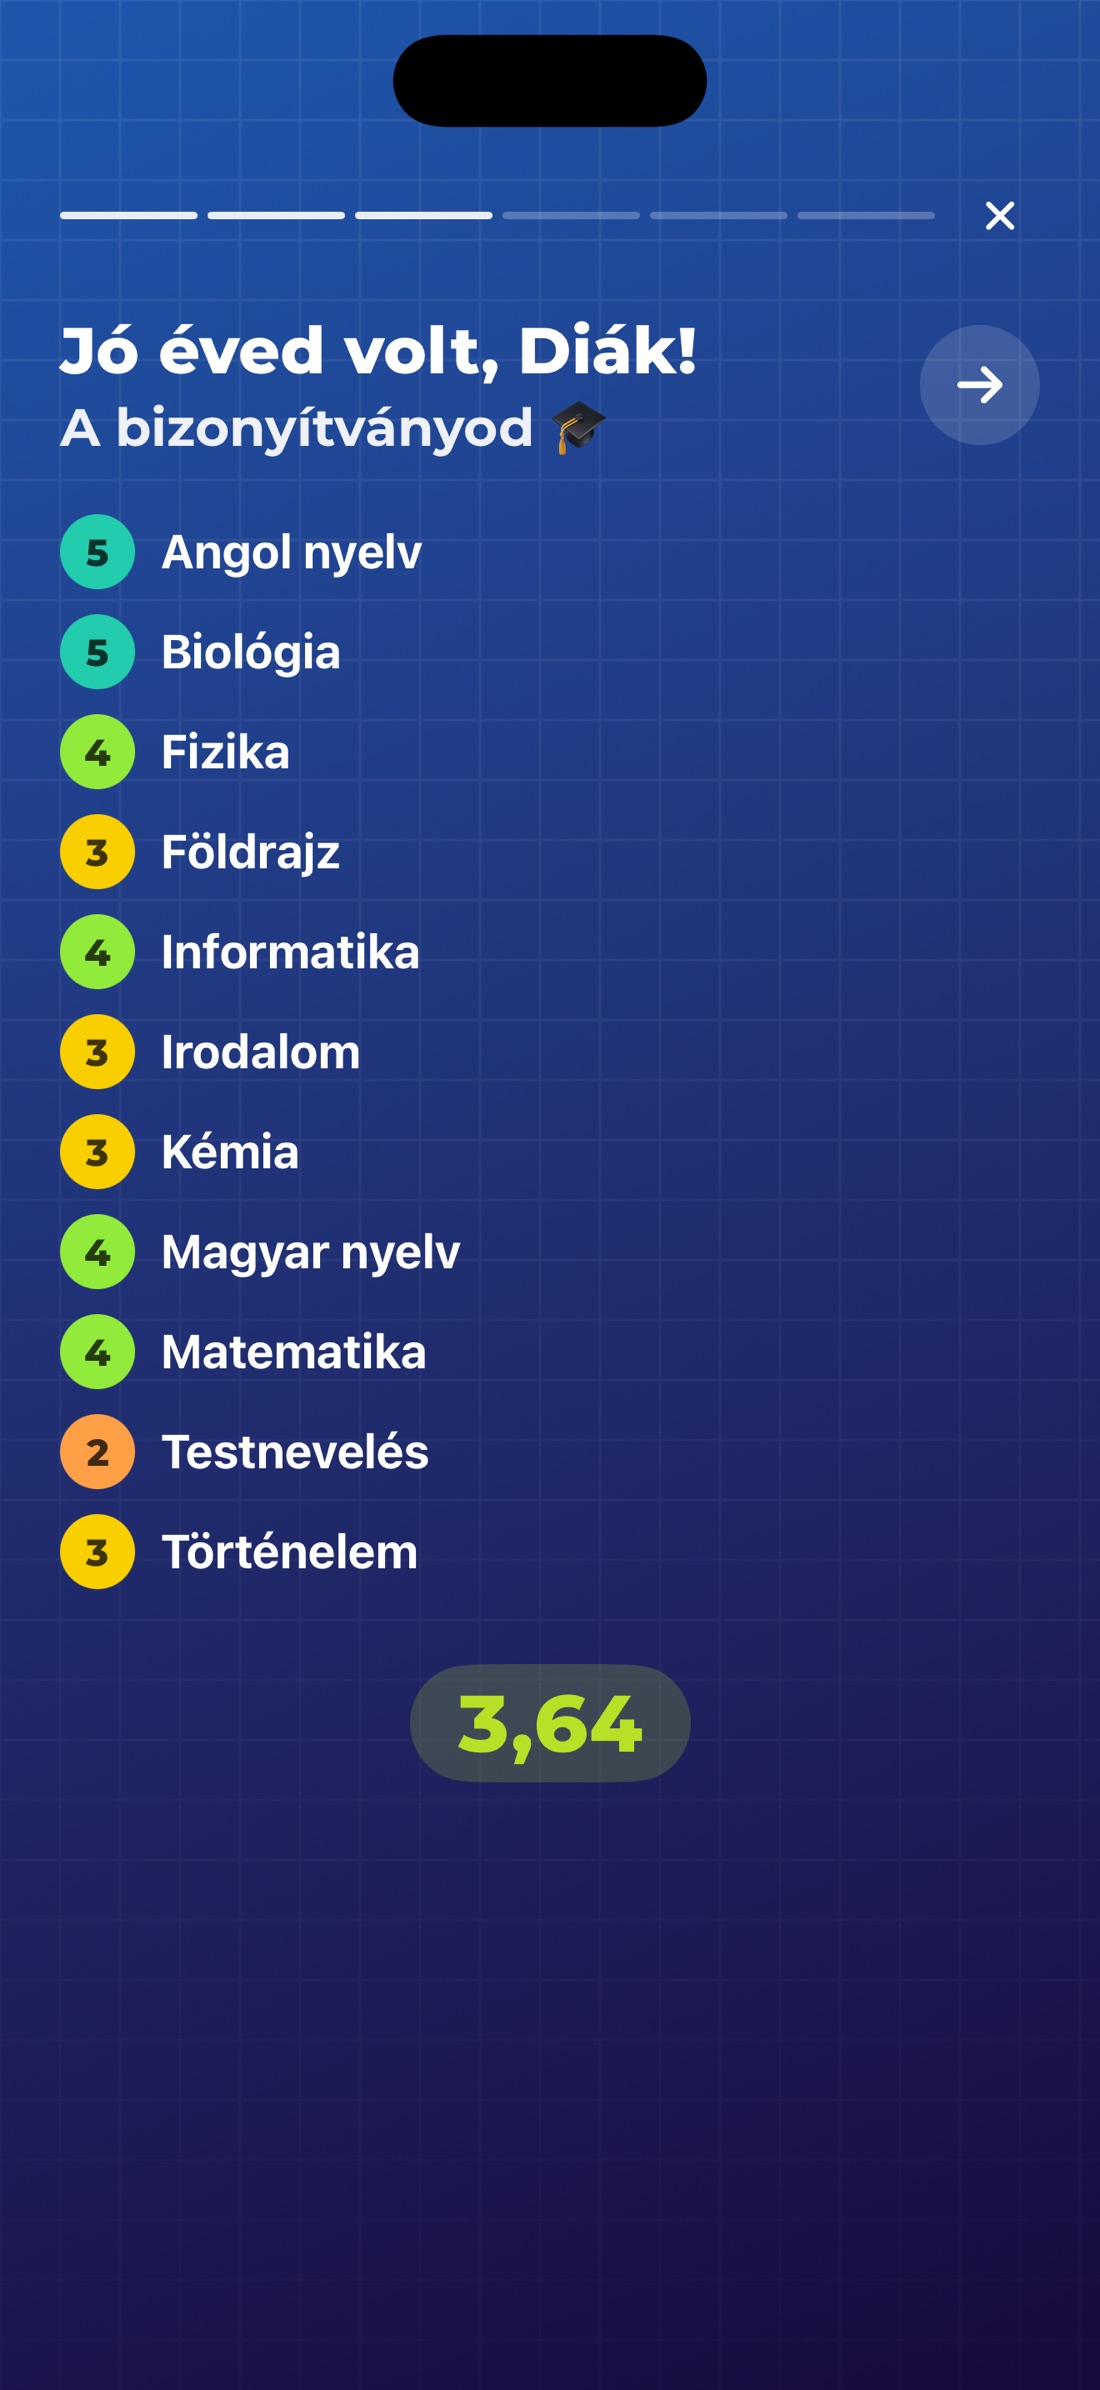 Jó éved volt, Diák!
A bizonyítványod 🎓
5 Angol nyelv
5 Biológia
4 Fizika
3 Földrajz
4 Informatika
3 Irodalom
3 Kémia
4 Magyar nyelv
4 Matematika
2 Testnevelés
3 Történelem
3,64